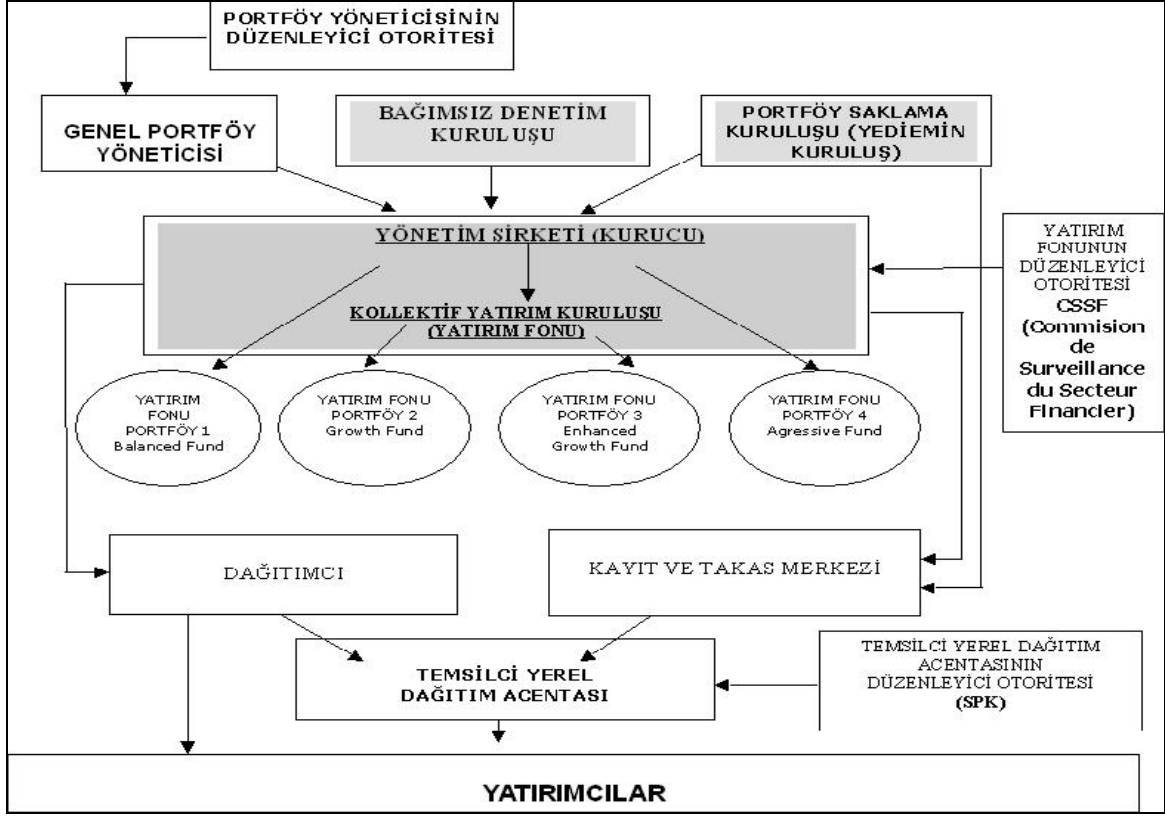 PORTFÖY YÖNETİCİSİNİN
DÜZENLEYİCİ OTORİTESİ
GENEL PORTFÖY
YÖNETİCİSİ
BAĞIMSIZ DENETİM
KURULUŞU
PORTFÖY SAKLAMA
KURULUŞU (YEDİEMİN
KURULUŞ)
YÖNETİM ŞİRKETİ (KURUCU)
KOLLEKTİF YATIRIM KURULUŞU
(YATIRIM FONU)
YATIRIM
FONUNUN
DÜZENLEYİCİ
OTORİTESİ
CSSF
(Commision
de
Surveillance
du Secteur
FInancier)
YATIRIM
FONU
PORTFÖY 1
Balanced Fund
YATIRIM FONU
PORTFÖY 2
Growth Fund
YATIRIM FONU
PORTFÖY 3
Enhanced
Growth Fund
YATIRIM FONU
PORTFÖY 4
Agressive Fund
DAĞITIMCI
KAYIT VE TAKAS MERKEZİ
TEMSİLCİ YEREL
DAĞITIM ACENTASI
TEMSİLCİ YEREL DAĞITIM
ACENTASININ
DÜZENLEYİCİ OTORİTESİ
(SPK)
YATIRIMCILAR